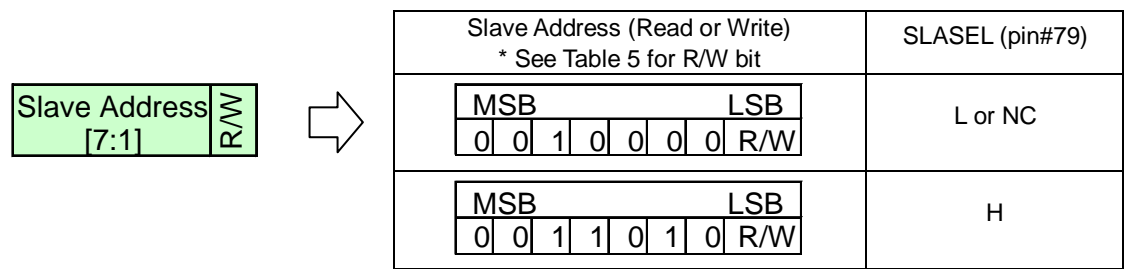 Slave Address
[7:1]
R/W
Slave Address (Read or Write)
* See Table 5 for R/W bit
SLASEL (pin#79)
MSB LSB
0 0 1 0 0 0 0 R/W
L or NC
MSB LSB
0 0 1 1 0 1 0 R/W
H